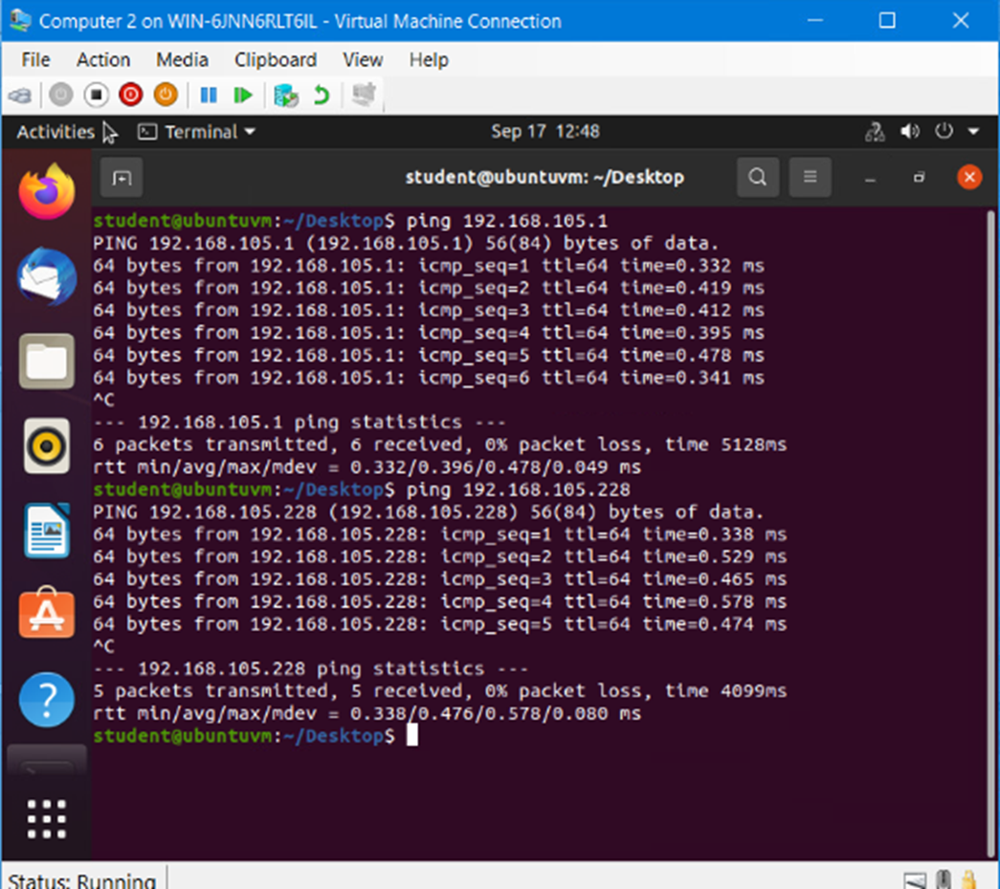 Computer 2 on WIN-6JNN6RLT6IL - Virtual Machine Connection
File Action Media Clipboard View Help
Activities Terminal Sep 17 12:48
student@ubuntuvm: ~/Desktop
student@ubuntuvm:~/Desktop$ ping 192.168.105.1
PING 192.168.105.1 (192.168.105.1) 56(84) bytes of data.
64 bytes from 192.168.105.1: icmp_seq=1 ttl=64 time=0.332 ms
64 bytes from 192.168.105.1: icmp_seq=2 ttl=64 time=0.419 ms
64 bytes from 192.168.105.1: icmp_seq=3 ttl=64 time=0.412 ms
64 bytes from 192.168.105.1: icmp_seq=4 ttl=64 time=0.395 ms
64 bytes from 192.168.105.1: icmp_seq=5 ttl=64 time=0.478 ms
64 bytes from 192.168.105.1: icmp_seq=6 ttl=64 time=0.341 ms
^C
--- 192.168.105.1 ping statistics ---
6 packets transmitted, 6 received, 0% packet loss, time 5128ms
rtt min/avg/max/mdev = 0.332/0.396/0.478/0.049 ms
student@ubuntuvm:~/Desktop$ ping 192.168.105.228
PING 192.168.105.228 (192.168.105.228) 56(84) bytes of data.
64 bytes from 192.168.105.228: icmp_seq=1 ttl=64 time=0.338 ms
64 bytes from 192.168.105.228: icmp_seq=2 ttl=64 time=0.529 ms
64 bytes from 192.168.105.228: icmp_seq=3 ttl=64 time=0.465 ms
64 bytes from 192.168.105.228: icmp_seq=4 ttl=64 time=0.578 ms
64 bytes from 192.168.105.228: icmp_seq=5 ttl=64 time=0.474 ms
^C
--- 192.168.105.228 ping statistics ---
5 packets transmitted, 5 received, 0% packet loss, time 4099ms
rtt min/avg/max/mdev = 0.338/0.476/0.578/0.080 ms
student@ubuntuvm:~/Desktop$
Status: Running